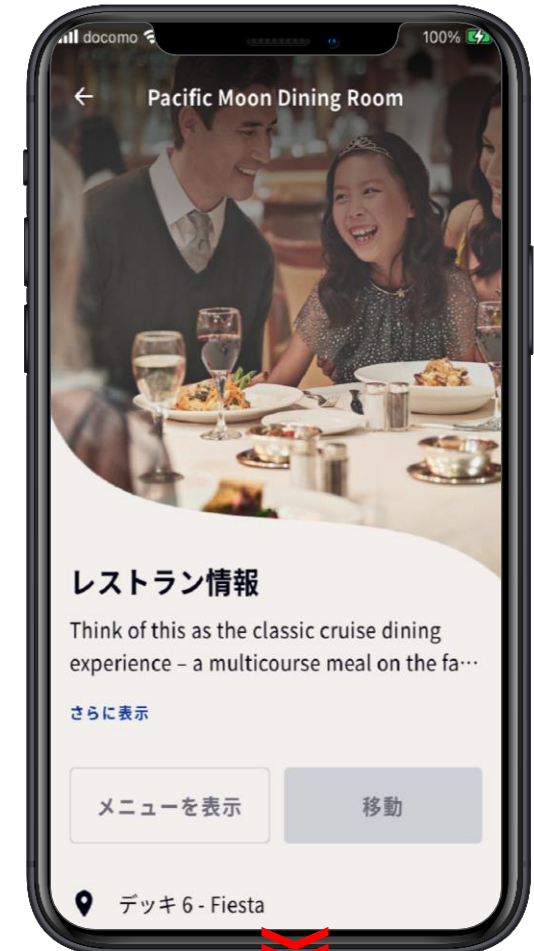 docomo
100%
← Pacific Moon Dining Room
レストラン情報
Think of this as the classic cruise dining
experience – a multicourse meal on the fa…
さらに表示
メニューを表示
移動
デッキ 6 - Fiesta